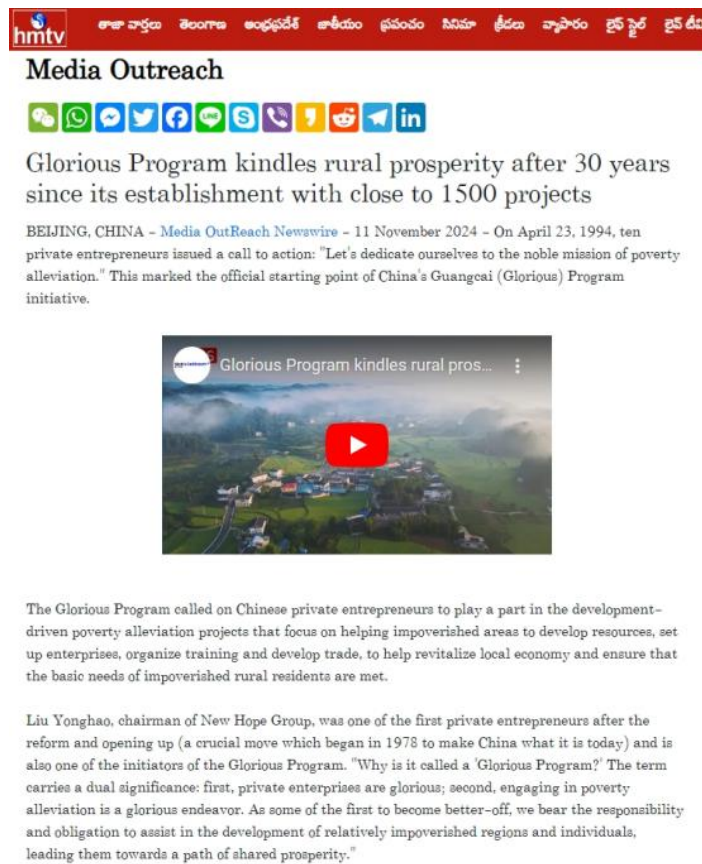 hmtv
తాజా వార్తలు తెలంగాణ ఆంధ్రప్రదేశ్ జాతీయం ప్రపంచం సినిమా క్రీడలు వ్యాపారం లైఫ్ స్టైల్ లైవ్
Media Outreach
LINE
in
Glorious Program kindles rural prosperity after 30 years
since its establishment with close to 1500 projects
BEIJING, CHINA - Media OutReach Newswire - 11 November 2024 - On April 23, 1994, ten
private entrepreneurs issued a call to action: "Let's dedicate ourselves to the noble mission of poverty
alleviation." This marked the official starting point of China's Guangcai (Glorious) Program
initiative.
Glorious Program kindles rural pros...
The Glorious Program called on Chinese private entrepreneurs to play a part in the development-
driven poverty alleviation projects that focus on helping impoverished areas to develop resources, set
up enterprises, organize training and develop trade, to help revitalize local economy and ensure that
the basic needs of impoverished rural residents are met.
Liu Yonghao, chairman of New Hope Group, was one of the first private entrepreneurs after the
reform and opening up (a crucial move which began in 1978 to make China what it is today) and is
also one of the initiators of the Glorious Program. "Why is it called a 'Glorious Program?' The term
carries a dual significance: first, private enterprises are glorious; second, engaging in poverty
alleviation is a glorious endeavor. As some of the first to become better-off, we bear the responsibility
and obligation to assist in the development of relatively impoverished regions and individuals,
leading them towards a path of shared prosperity."